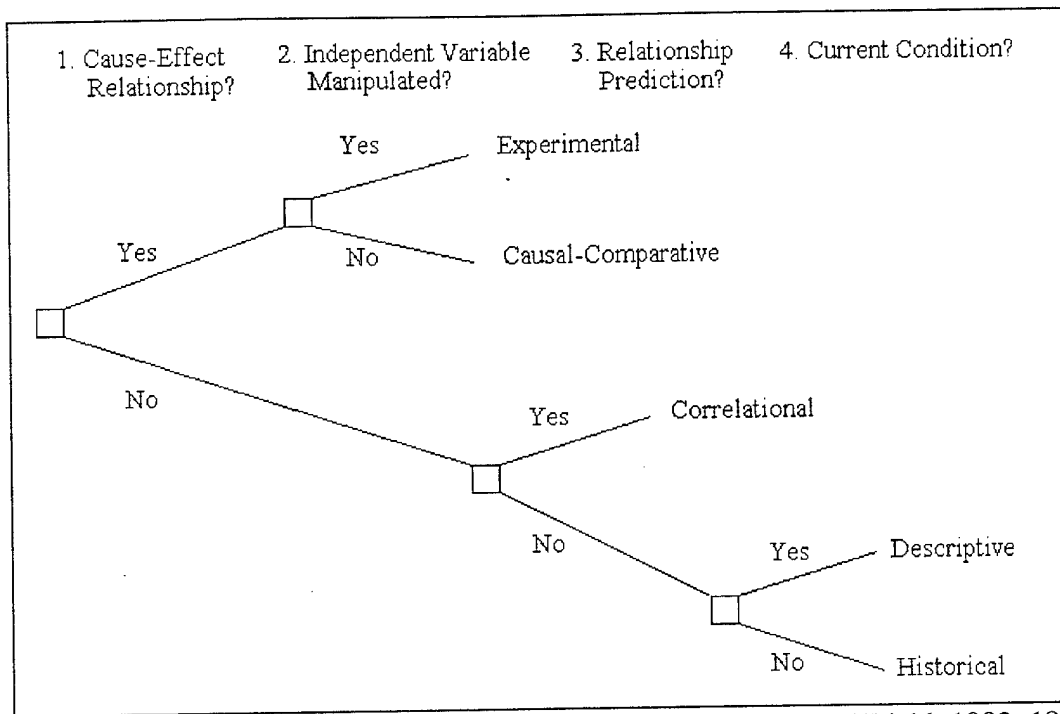 1. Cause-Effect Relationship?
2. Independent Variable Manipulated?
3. Relationship Prediction?
4. Current Condition?
Yes
Experimental
Yes
No
Causal-Comparative
No
Yes
Correlational
No
Yes
Descriptive
No
Historical